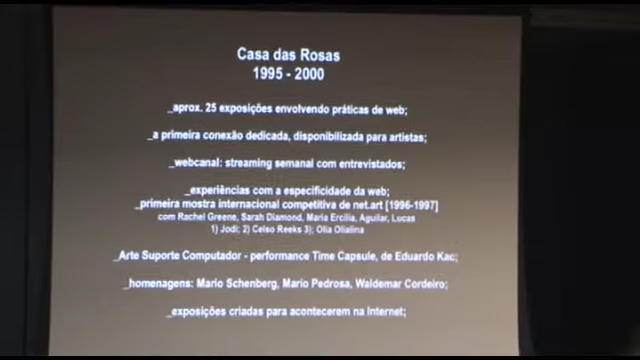 Casa das Rosas
1995 - 2000
_aprox. 25 exposições envolvendo práticas de web;
_a primeira conexão dedicada, disponibilizada para artistas;
_webcanal: streaming semanal com entrevistados;
_experiências com a especificidade da web;
_primeira mostra internacional competitiva de net.art [1996-1997]
com Rachel Greene, Sarah Diamond, Maria Ercilia, Aguilar, Lucas
1) Jodi; 2) Celso Reeks 3); Olia Olialina
_Arte Suporte Computador - performance Time Capsule, de Eduardo Kac;
_homenagens: Mario Schenberg, Mario Pedrosa, Waldemar Cordeiro;
_exposições criadas para acontecerem na Internet;